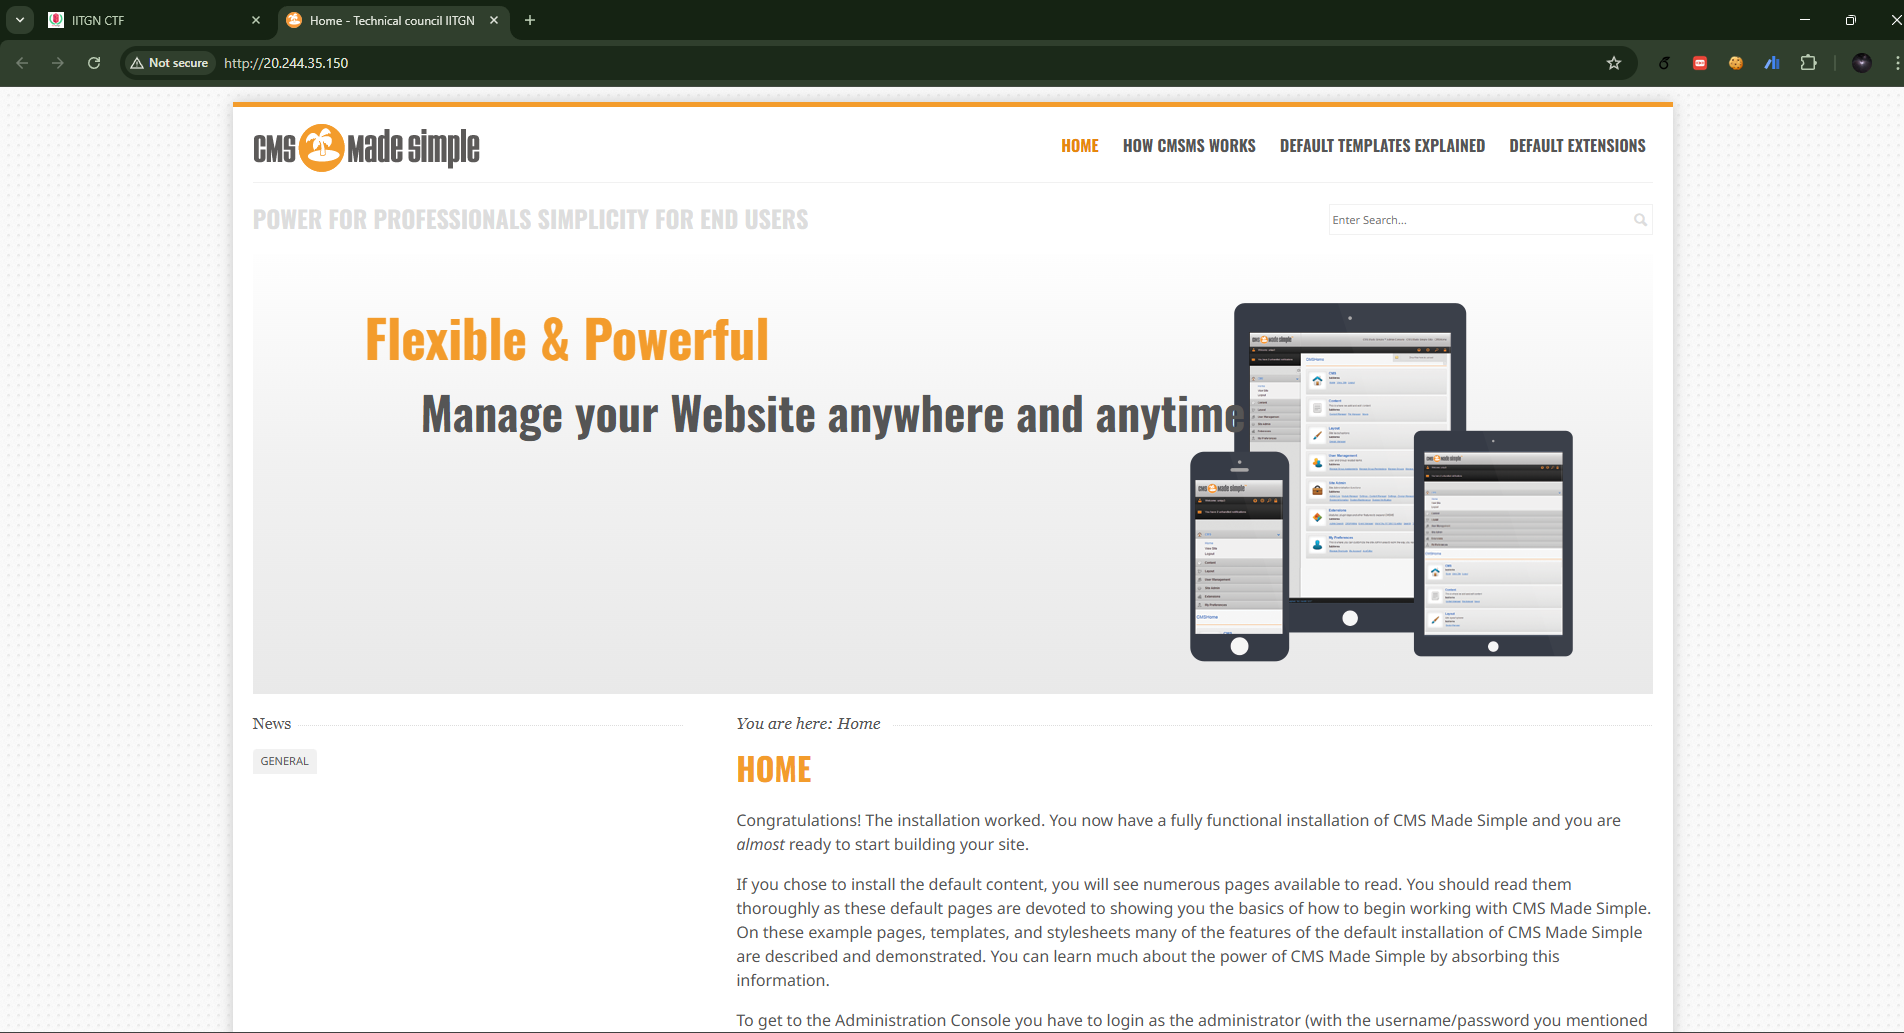 IITGN CTF
Home - Technical council IITGN
Not secure
http://20.244.35.150
CMS Made simple
HOME
HOW CMSMS WORKS
DEFAULT TEMPLATES EXPLAINED
DEFAULT EXTENSIONS
POWER FOR PROFESSIONALS SIMPLICITY FOR END USERS
Enter Search...
Flexible & Powerful
Manage your Website anywhere and anytime
News
GENERAL
You are here: Home
HOME
Congratulations! The installation worked. You now have a fully functional installation of CMS Made Simple and you are
almost ready to start building your site.
If you chose to install the default content, you will see numerous pages available to read. You should read them
thoroughly as these default pages are devoted to showing you the basics of how to begin working with CMS Made Simple.
On these example pages, templates, and stylesheets many of the features of the default installation of CMS Made Simple
are described and demonstrated. You can learn much about the power of CMS Made Simple by absorbing this
information.
To get to the Administration Console you have to login as the administrator (with the username/password you mentioned